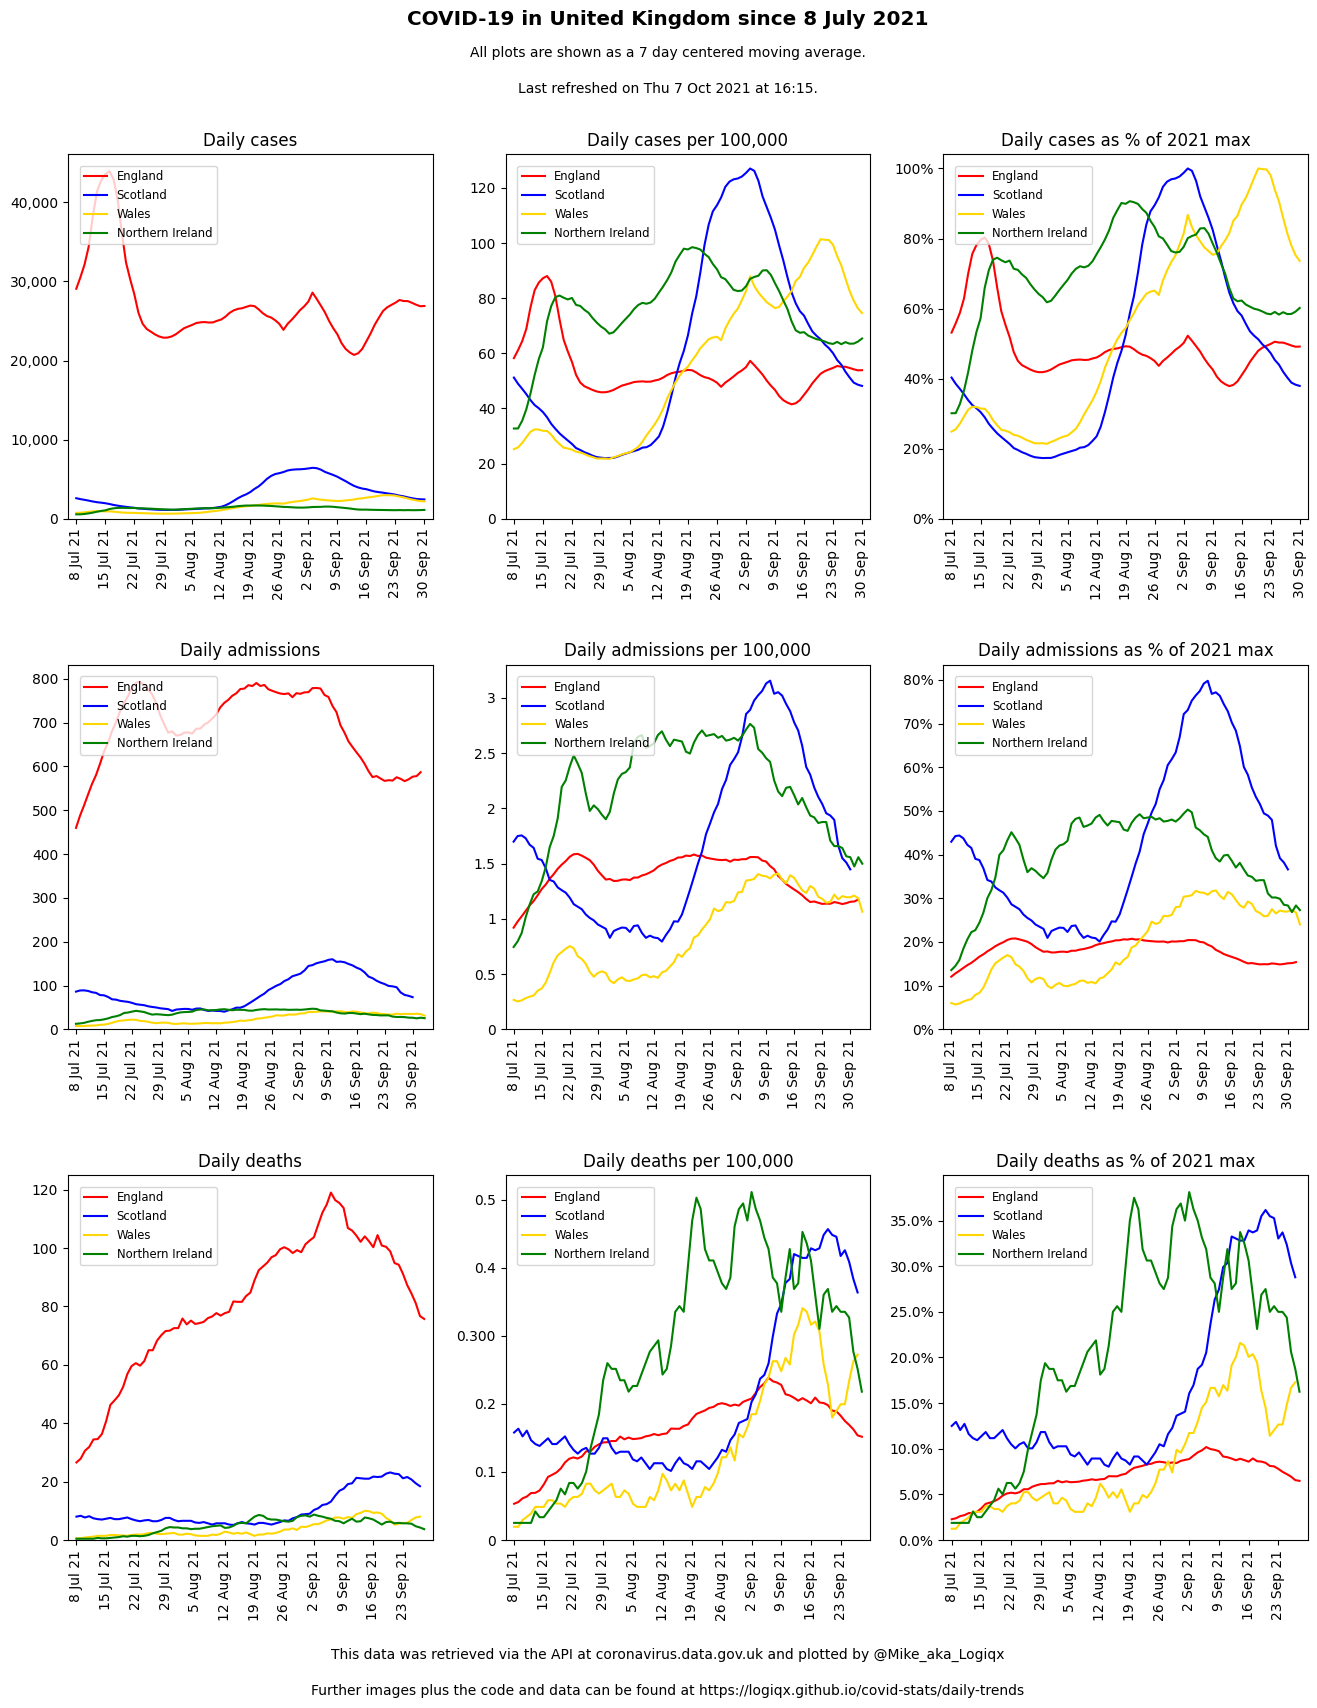 COVID-19 in United Kingdom since 8 July 2021
All plots are shown as a 7 day centered moving average.
Last refreshed on Thu 7 Oct 2021 at 16:15.
Daily cases
England
Scotland
Wales
Northern Ireland
40,000
30,000
20,000
10,000
0
8 Jul 21
15 Jul 21
22 Jul 21
29 Jul 21
5 Aug 21
12 Aug 21
19 Aug 21
26 Aug 21
2 Sep 21
9 Sep 21
16 Sep 21
23 Sep 21
30 Sep 21
Daily cases per 100,000
England
Scotland
Wales
Northern Ireland
120
100
80
60
40
20
0
8 Jul 21
15 Jul 21
22 Jul 21
29 Jul 21
5 Aug 21
12 Aug 21
19 Aug 21
26 Aug 21
2 Sep 21
9 Sep 21
16 Sep 21
23 Sep 21
30 Sep 21
Daily cases as % of 2021 max
England
Scotland
Wales
Northern Ireland
100%
80%
60%
40%
20%
0%
8 Jul 21
15 Jul 21
22 Jul 21
29 Jul 21
5 Aug 21
12 Aug 21
19 Aug 21
26 Aug 21
2 Sep 21
9 Sep 21
16 Sep 21
23 Sep 21
30 Sep 21
Daily admissions
England
Scotland
Wales
Northern Ireland
800
700
600
500
400
300
200
100
0
8 Jul 21
15 Jul 21
22 Jul 21
29 Jul 21
5 Aug 21
12 Aug 21
19 Aug 21
26 Aug 21
2 Sep 21
9 Sep 21
16 Sep 21
23 Sep 21
30 Sep 21
Daily admissions per 100,000
England
Scotland
Wales
Northern Ireland
3
2.5
2
1.5
1
0.5
0
8 Jul 21
15 Jul 21
22 Jul 21
29 Jul 21
5 Aug 21
12 Aug 21
19 Aug 21
26 Aug 21
2 Sep 21
9 Sep 21
16 Sep 21
23 Sep 21
30 Sep 21
Daily admissions as % of 2021 max
England
Scotland
Wales
Northern Ireland
80%
70%
60%
50%
40%
30%
20%
10%
0%
8 Jul 21
15 Jul 21
22 Jul 21
29 Jul 21
5 Aug 21
12 Aug 21
19 Aug 21
26 Aug 21
2 Sep 21
9 Sep 21
16 Sep 21
23 Sep 21
30 Sep 21
Daily deaths
England
Scotland
Wales
Northern Ireland
120
100
80
60
40
20
0
8 Jul 21
15 Jul 21
22 Jul 21
29 Jul 21
5 Aug 21
12 Aug 21
19 Aug 21
26 Aug 21
2 Sep 21
9 Sep 21
16 Sep 21
23 Sep 21
Daily deaths per 100,000
England
Scotland
Wales
Northern Ireland
0.5
0.4
0.300
0.2
0.1
0
8 Jul 21
15 Jul 21
22 Jul 21
29 Jul 21
5 Aug 21
12 Aug 21
19 Aug 21
26 Aug 21
2 Sep 21
9 Sep 21
16 Sep 21
23 Sep 21
Daily deaths as % of 2021 max
England
Scotland
Wales
Northern Ireland
35.0%
30.0%
25.0%
20.0%
15.0%
10.0%
5.0%
0.0%
8 Jul 21
15 Jul 21
22 Jul 21
29 Jul 21
5 Aug 21
12 Aug 21
19 Aug 21
26 Aug 21
2 Sep 21
9 Sep 21
16 Sep 21
23 Sep 21
This data was retrieved via the API at coronavirus.data.gov.uk and plotted by @Mike_aka_Logiqx
Further images plus the code and data can be found at https://logiqx.github.io/covid-stats/daily-trends